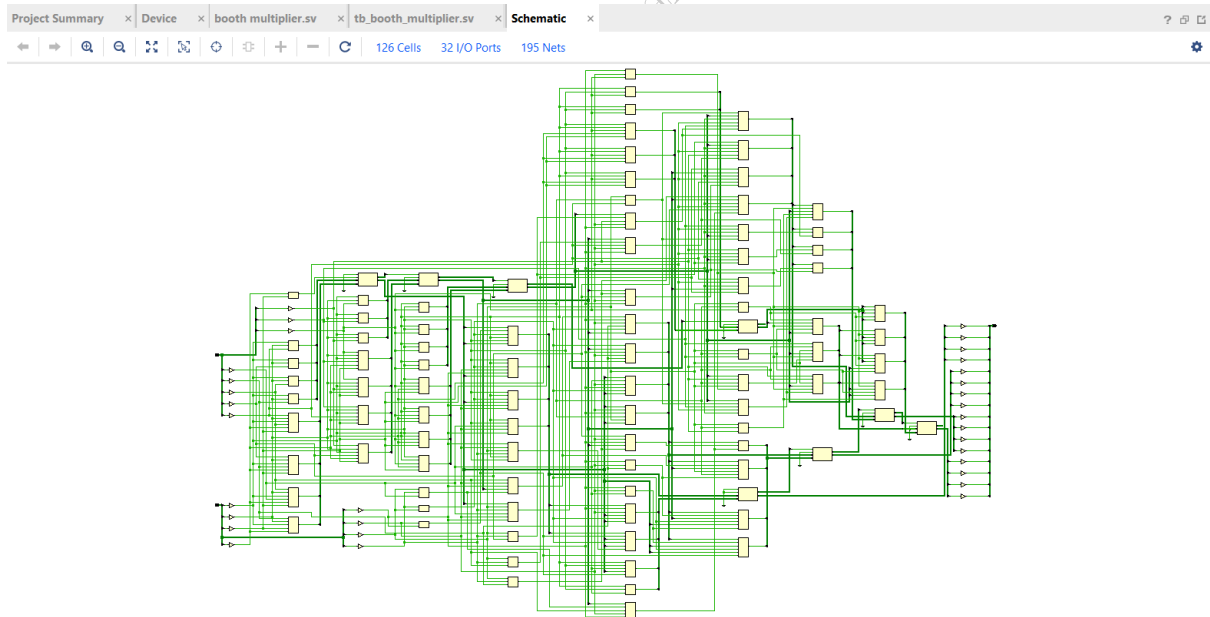 Project Summary × Device × booth multiplier.sv × tb_booth_multiplier.sv × Schematic ×
126 Cells 32 I/O Ports 195 Nets